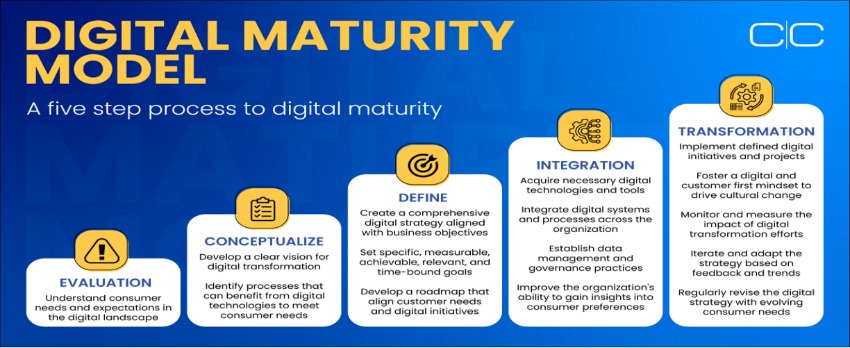 DIGITAL MATURITY
MODEL
A five step process to digital maturity
C|C
EVALUATION
Understand consumer
needs and expectations in
the digital landscape
CONCEPTUALIZE
Develop a clear vision for
digital transformation
Identify processes that
can benefit from digital
technologies to meet
consumer needs
DEFINE
Create a comprehensive
digital strategy aligned
with business objectives
Set specific, measurable,
achievable, relevant, and
time-bound goals
Develop a roadmap that
align customer needs
and digital initiatives
INTEGRATION
Acquire necessary digital
technologies and tools
Integrate digital systems
and processes across the
organization
Establish data
management and
governance practices
Improve the organization's
ability to gain insights into
consumer preferences
TRANSFORMATION
Implement defined digital
initiatives and projects
Foster a digital and
customer first mindset to
drive cultural change
Monitor and measure the
impact of digital
transformation efforts
Iterate and adapt the
strategy based on
feedback and trends
Regularly revise the digital
strategy with evolving
consumer needs